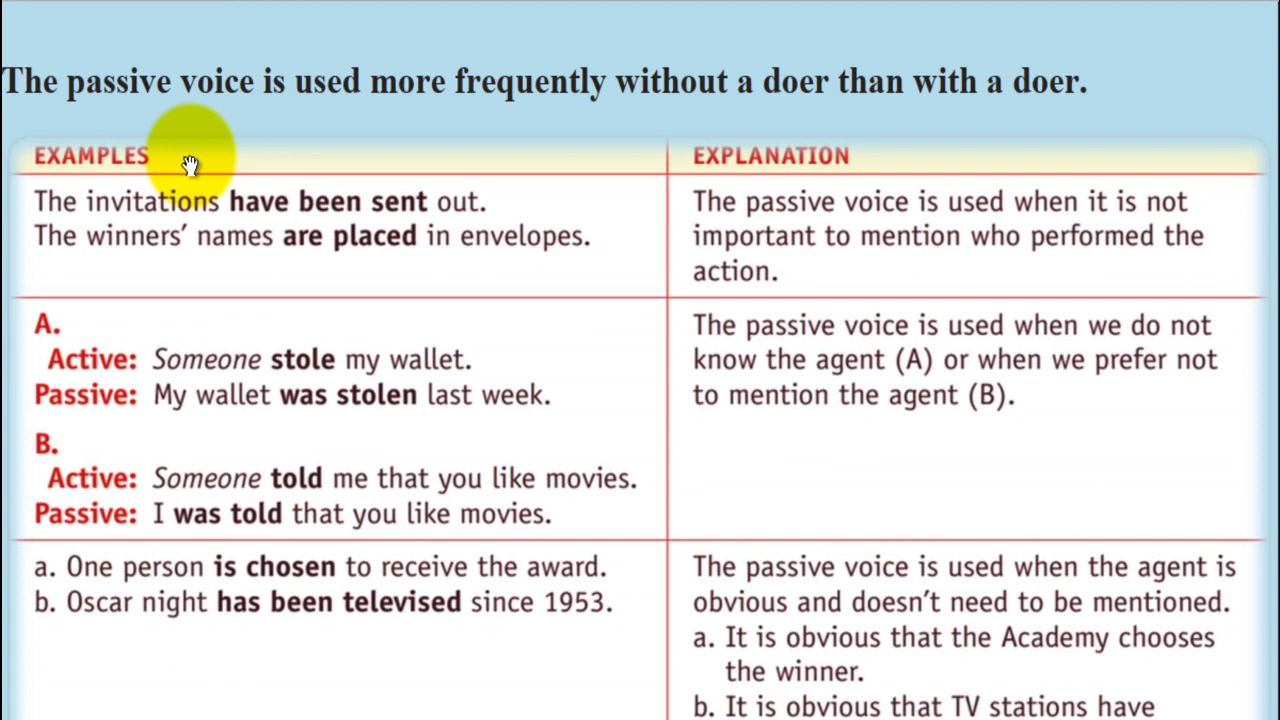 The passive voice is used more frequently without a doer than with a doer.
EXAMPLES
EXPLANATION
The invitations have been sent out.
The winners' names are placed in envelopes.
The passive voice is used when it is not
important to mention who performed the
action.
A.
Active: Someone stole my wallet.
Passive: My wallet was stolen last week.
B.
Active: Someone told me that you like movies.
Passive: I was told that you like movies.
The passive voice is used when we do not
know the agent (A) or when we prefer not
to mention the agent (B).
a. One person is chosen to receive the award.
b. Oscar night has been televised since 1953.
The passive voice is used when the agent is
obvious and doesn't need to be mentioned.
a. It is obvious that the Academy chooses
the winner.
b. It is obvious that TV stations have